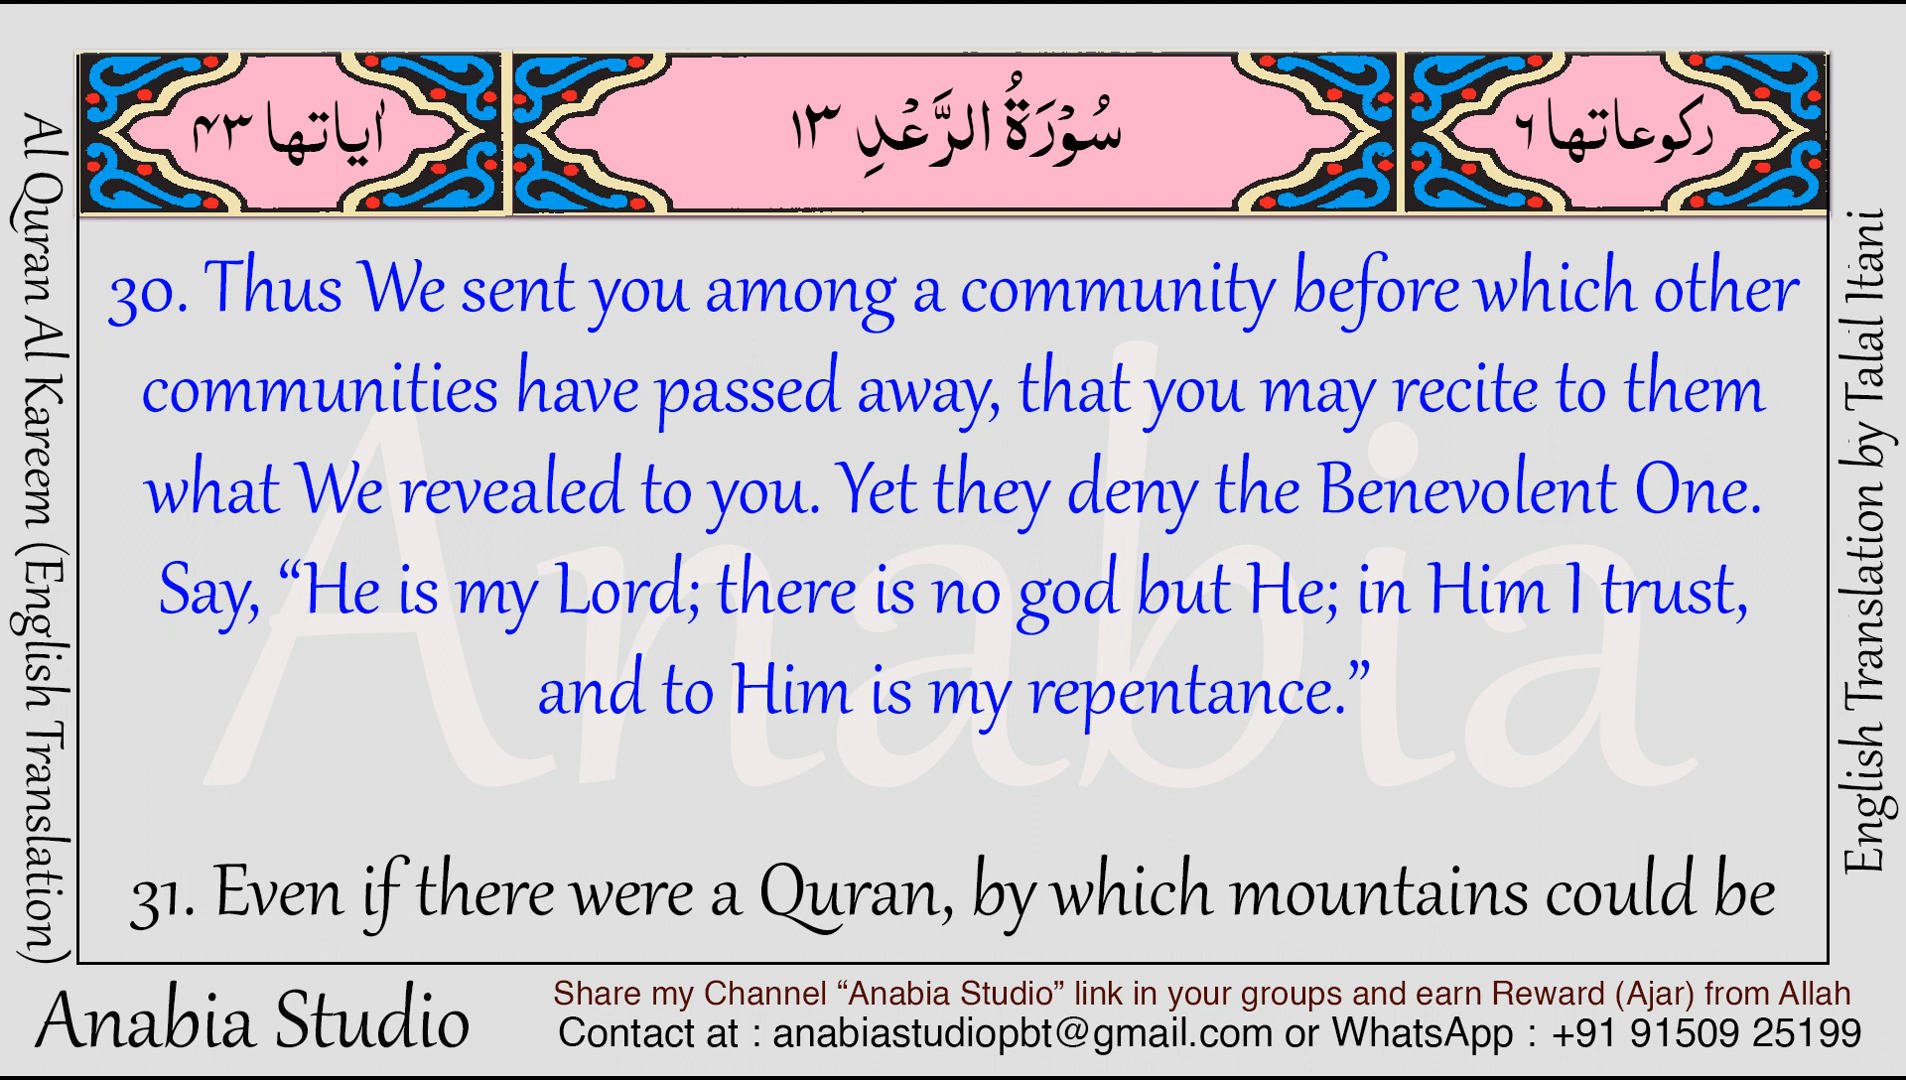 اٰیاتها ۴۳
سُوْرَةُ الرَّعْدِ ۱۳
رکوعاتها ۶
Al Quran Al Kareem (English Translation)
30. Thus We sent you among a community before which other
communities have passed away, that you may recite to them
what We revealed to you. Yet they deny the Benevolent One.
Say, “He is my Lord; there is no god but He; in Him I trust,
and to Him is my repentance.”
31. Even if there were a Quran, by which mountains could be
English Translation by Talal Itani
Anabia
Anabia Studio
Share my Channel “Anabia Studio” link in your groups and earn Reward (Ajar) from Allah
Contact at : anabiastudiopbt@gmail.com or WhatsApp : +91 91509 25199